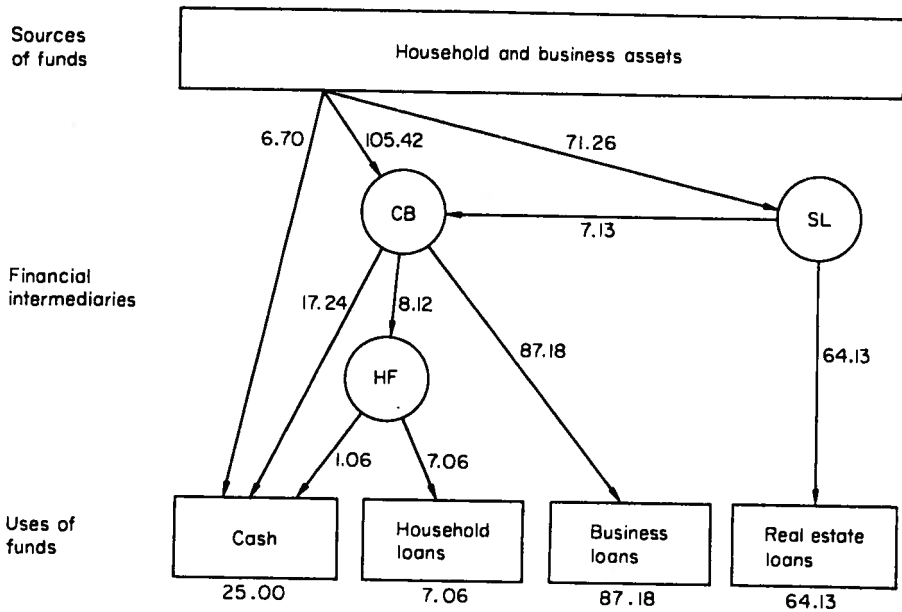 Sources
of funds
Household and business assets
6.70
105.42
71.26
CB
SL
7.13
Financial
intermediaries
17.24
8.12
87.18
64.13
HF
1.06
7.06
Uses of
funds
Cash
Household
loans
Business
loans
Real estate
loans
25.00
7.06
87.18
64.13